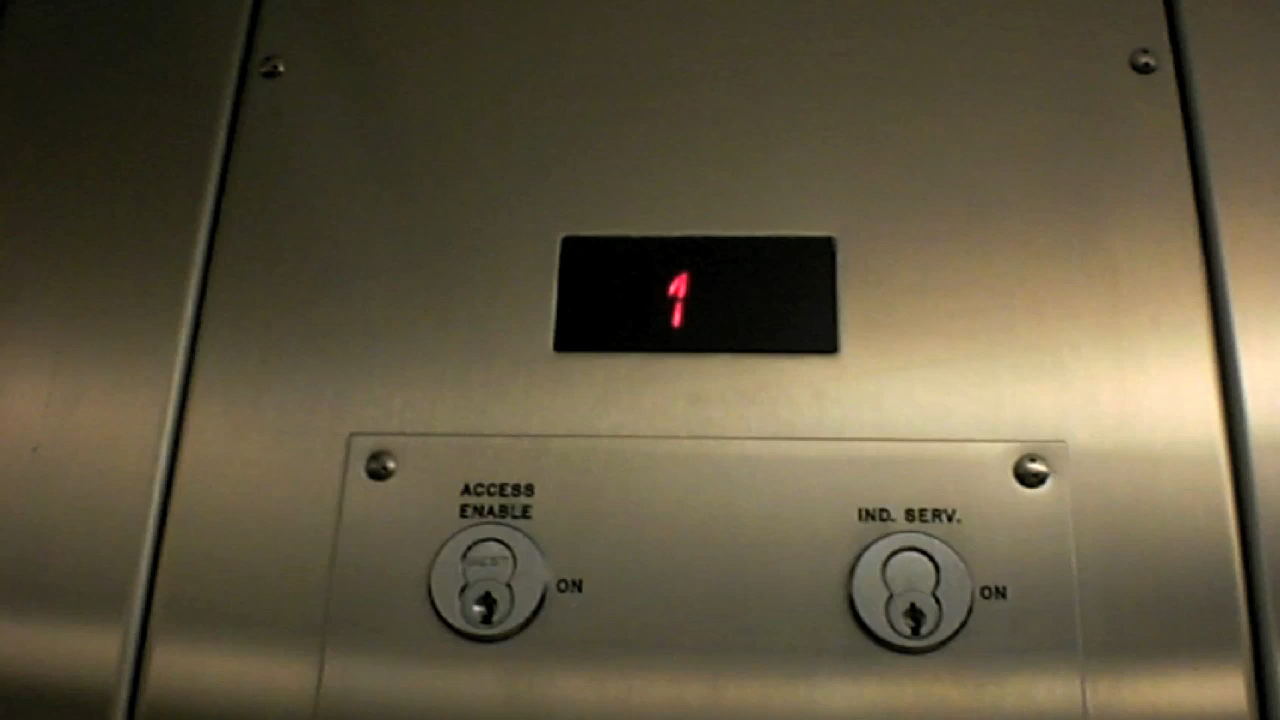 1
ACCESS
ENABLE
IND. SERV.
ON
ON